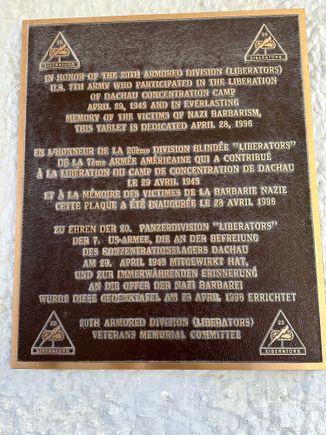 20
LIBERATORS
20
LIBERATORS
IN HONOR OF THE 20TH ARMORED DIVISION (LIBERATORS)
U.S. 7TH ARMY WHO PARTICIPATED IN THE LIBERATION
OF DACHAU CONCENTRATION CAMP
APRIL 29, 1945 AND IN EVERLASTING
MEMORY OF THE VICTIMS OF NAZI BARBARISM,
THIS TABLET IS DEDICATED APRIL 28, 1996
EN L'HONNEUR DE LA 20ème DIVISION BLINDÉE "LIBERATORS"
DE LA 7ème ARMÉE AMÉRICAINE QUI A CONTRIBUÉ
À LA LIBÉRATION DU CAMP DE CONCENTRATION DE DACHAU
LE 29 AVRIL 1945
ET À LA MÉMOIRE DES VICTIMES DE LA BARBARIE NAZIE
CETTE PLAQUE A ÉTÉ INAUGURÉE LE 28 AVRIL 1996
ZU EHREN DER 20. PANZERDIVISION "LIBERATORS"
DER 7. US-ARMEE, DIE AN DER BEFREIUNG
DES KONZENTRATIONSLAGERS DACHAU
AM 29. APRIL 1945 MITGEWIRKT HAT,
UND ZUR IMMERWÄHRENDEN ERINNERUNG
AN DIE OPFER DER NAZI BARBAREI
WURDE DIESE GEDENKTAFEL AM 28 APRIL 1996 ERRICHTET
20TH ARMORED DIVISION (LIBERATORS)
VETERANS MEMORIAL COMMITTEE
20
LIBERATORS
20
LIBERATORS